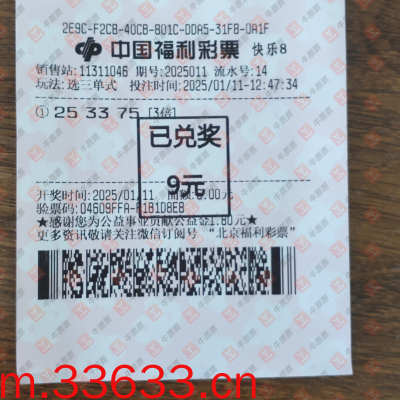 2E9C-F2C8-40CB-801C-DDA5-31F8-0A1F
中国福利彩票 快乐8
销售站:11311046 期号:2025011 流水号:14
玩法:选三单式 投注时间:2025/01/11-12:47:34
① 25 33 75 [3倍]
已兑奖
9元
开奖时间:2025/01/11 .00元
验票码:04609FFA-
★感谢您为公益事业贡献公益金1.80元★
更多资讯敬请关注微信订阅号 “北京福利彩票”
m.33633.cn